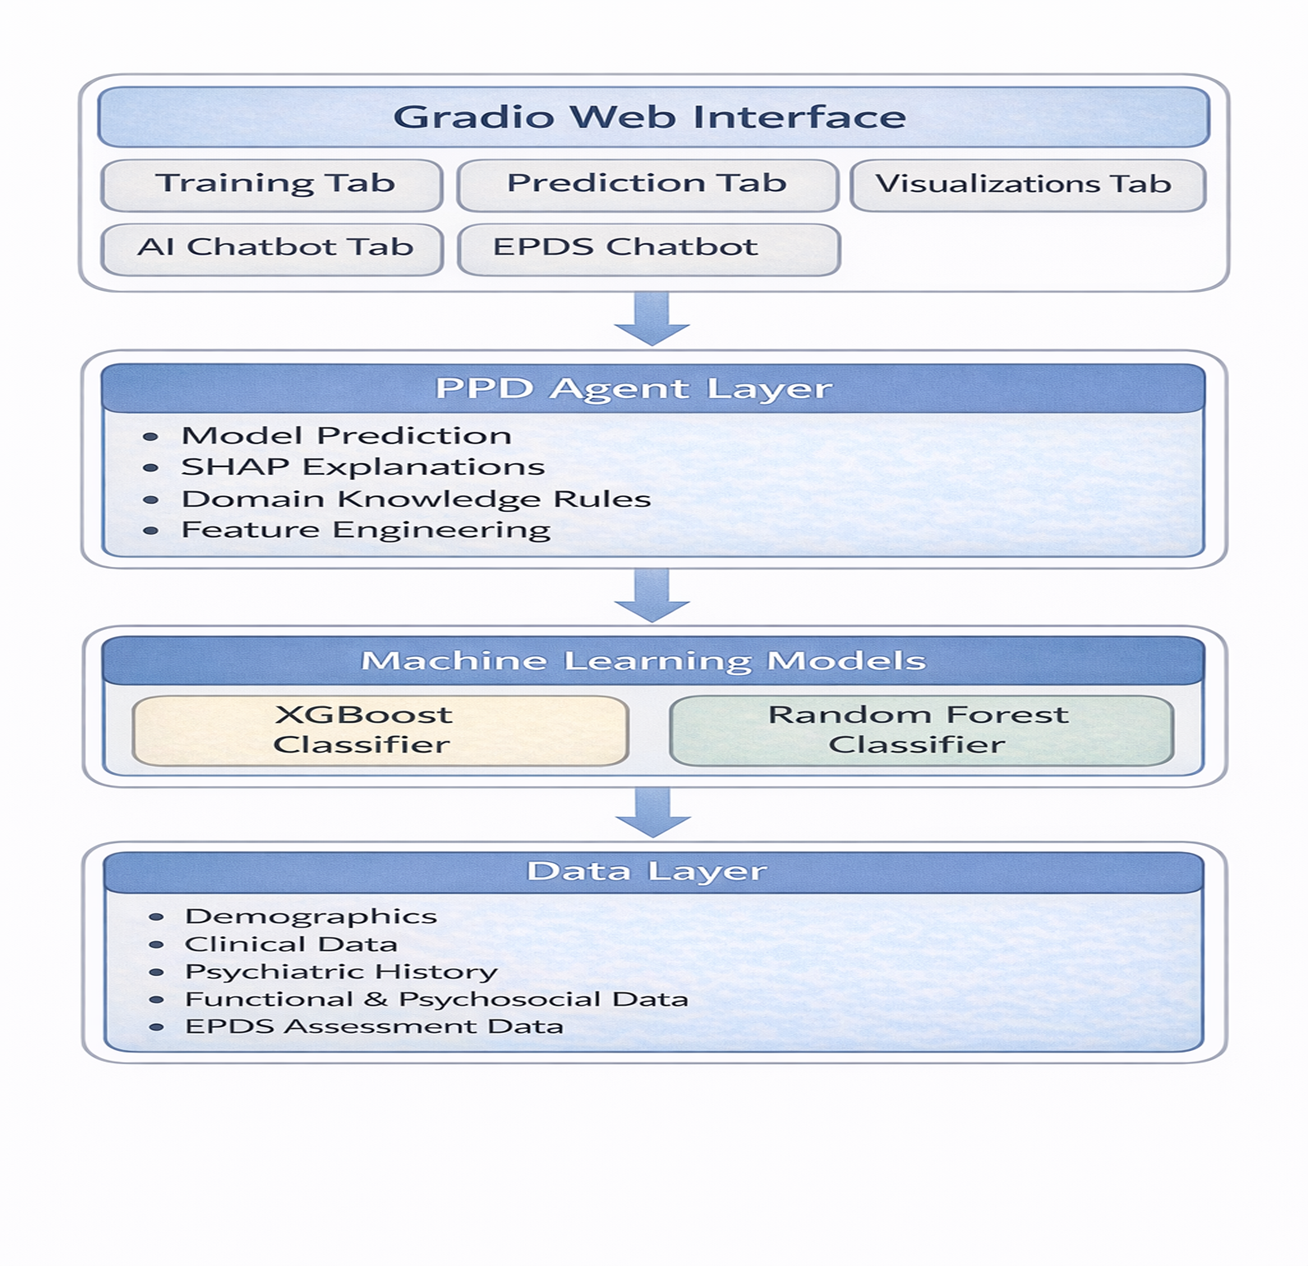 Gradio Web Interface
Training Tab
Prediction Tab
Visualizations Tab
AI Chatbot Tab
EPDS Chatbot
PPD Agent Layer
• Model Prediction
• SHAP Explanations
• Domain Knowledge Rules
• Feature Engineering
Machine Learning Models
XGBoost
Classifier
Random Forest
Classifier
Data Layer
• Demographics
• Clinical Data
• Psychiatric History
• Functional & Psychosocial Data
• EPDS Assessment Data